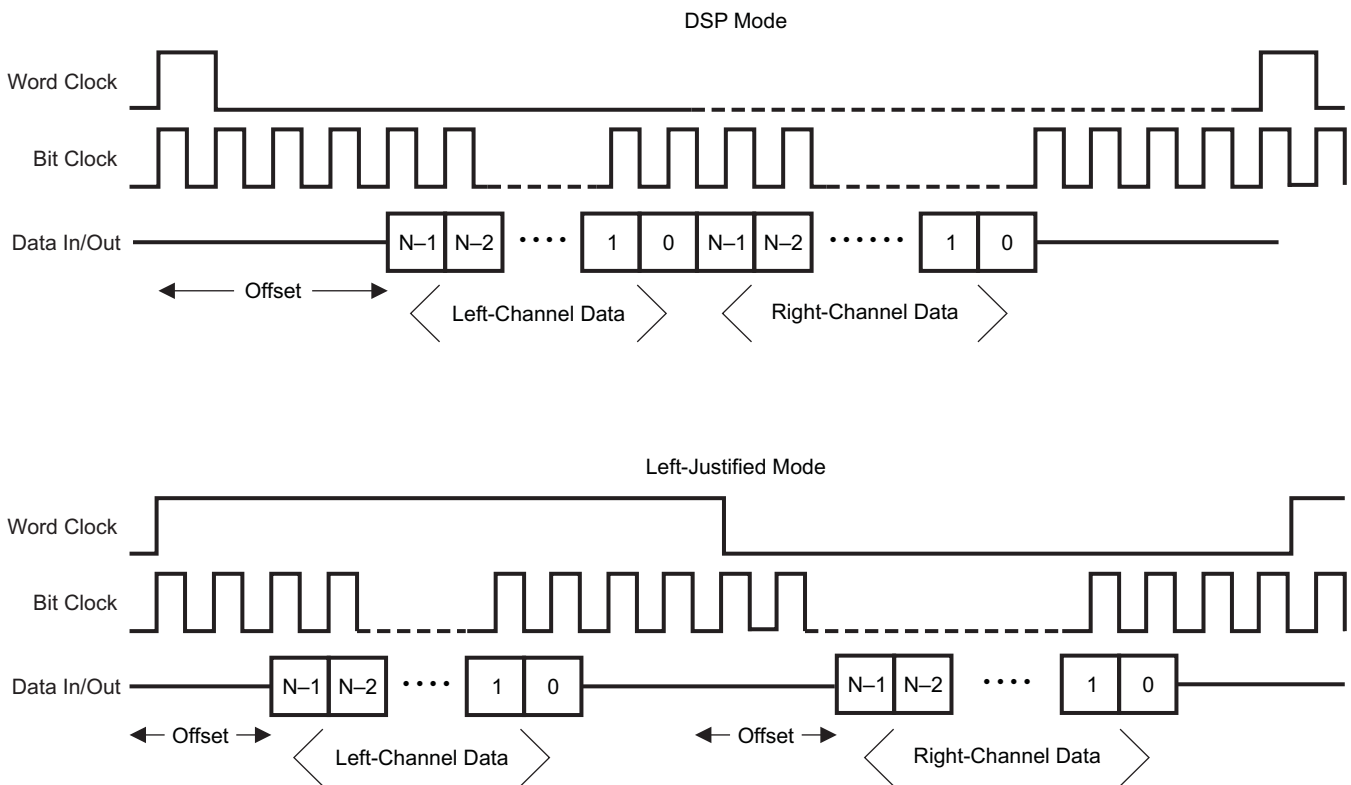 DSP Mode
Word Clock
Bit Clock
Data In/Out
N–1 N–2 •••• 1 0 N–1 N–2 •••••• 1 0
Offset
Left-Channel Data
Right-Channel Data
Left-Justified Mode
Word Clock
Bit Clock
Data In/Out
N–1 N–2 •••• 1 0 N–1 N–2 •••• 1 0
Offset
Offset
Left-Channel Data
Right-Channel Data